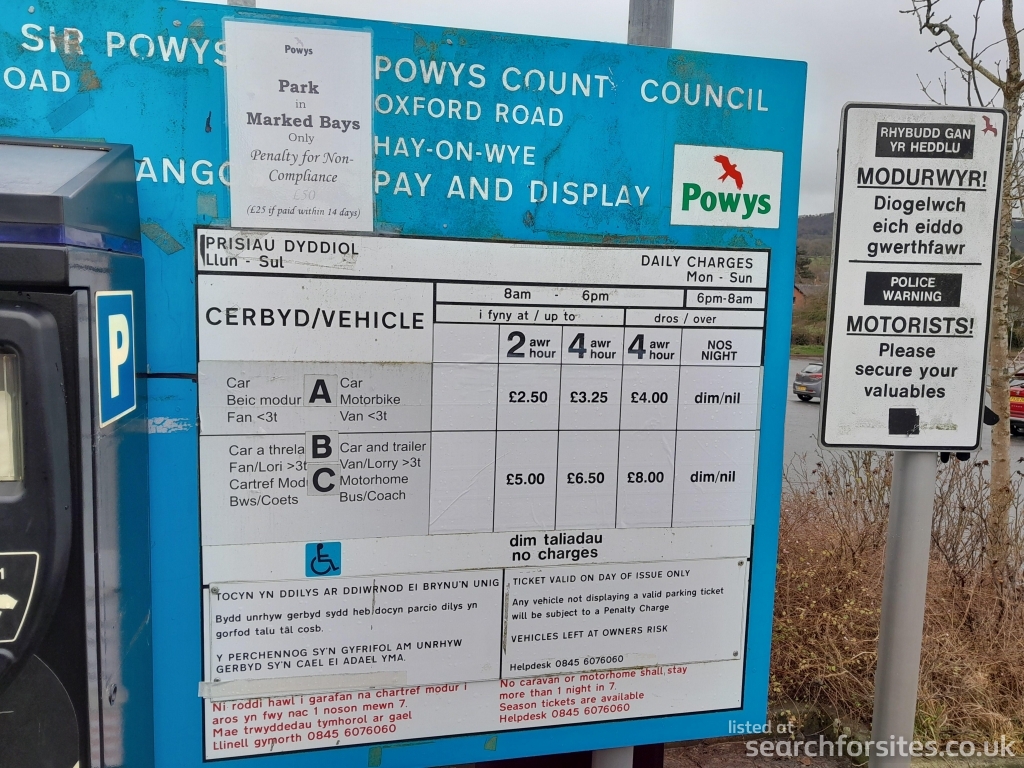 SIR POWYS
OAD
ANGO
Powys
Park
in
Marked Bays
Only
Penalty for Non-
Compliance
£50
(£25 if paid within 14 days)
POWYS COUNT COUNCIL
OXFORD ROAD
HAY-ON-WYE
PAY AND DISPLAY
Powys
PRISIAU DYDDIOL
Llun - Sul
DAILY CHARGES
Mon - Sun
CERBYD/VEHICLE
8am - 6pm
6pm-8am
i fyny at / up to
dros / over
2 awr hour
4 awr hour
4 awr hour
NOS NIGHT
Car A Car
Beic modur Motorbike
Fan <3t Van <3t
£2.50 £3.25 £4.00 dim/nil
Car a threla B Car and trailer
Fan/Lori >3t Van/Lorry >3t
Cartref Mod C Motorhome
Bws/Coets Bus/Coach
£5.00 £6.50 £8.00 dim/nil
dim taliadau
no charges
TOCYN YN DDILYS AR DDIWRNOD EI BRYNU'N UNIG
Bydd unrhyw gerbyd sydd heb docyn parcio dilys yn
gorfod talu tâl cosb.
Y PERCHENNOG SY'N GYFRIFOL AM UNRHYW
GERBYD SY'N CAEL EI ADAEL YMA.
TICKET VALID ON DAY OF ISSUE ONLY
Any vehicle not displaying a valid parking ticket
will be subject to a Penalty Charge
VEHICLES LEFT AT OWNERS RISK
Helpdesk 0845 6076060
Ni roddi hawl i garafan na chartref modur i
aros yn fwy nac 1 noson mewn 7.
Mae trwyddedau tymhorol ar gael
Llinell gymorth 0845 6076060
No caravan or motorhome shall stay
more than 1 night in 7.
Season tickets are available
Helpdesk 0845 6076060
P
RHYBUDD GAN
YR HEDDLU
MODURWYR!
Diogelwch
eich eiddo
gwerthfawr
POLICE
WARNING
MOTORISTS!
Please
secure your
valuables
listed at
searchforsites.co.uk